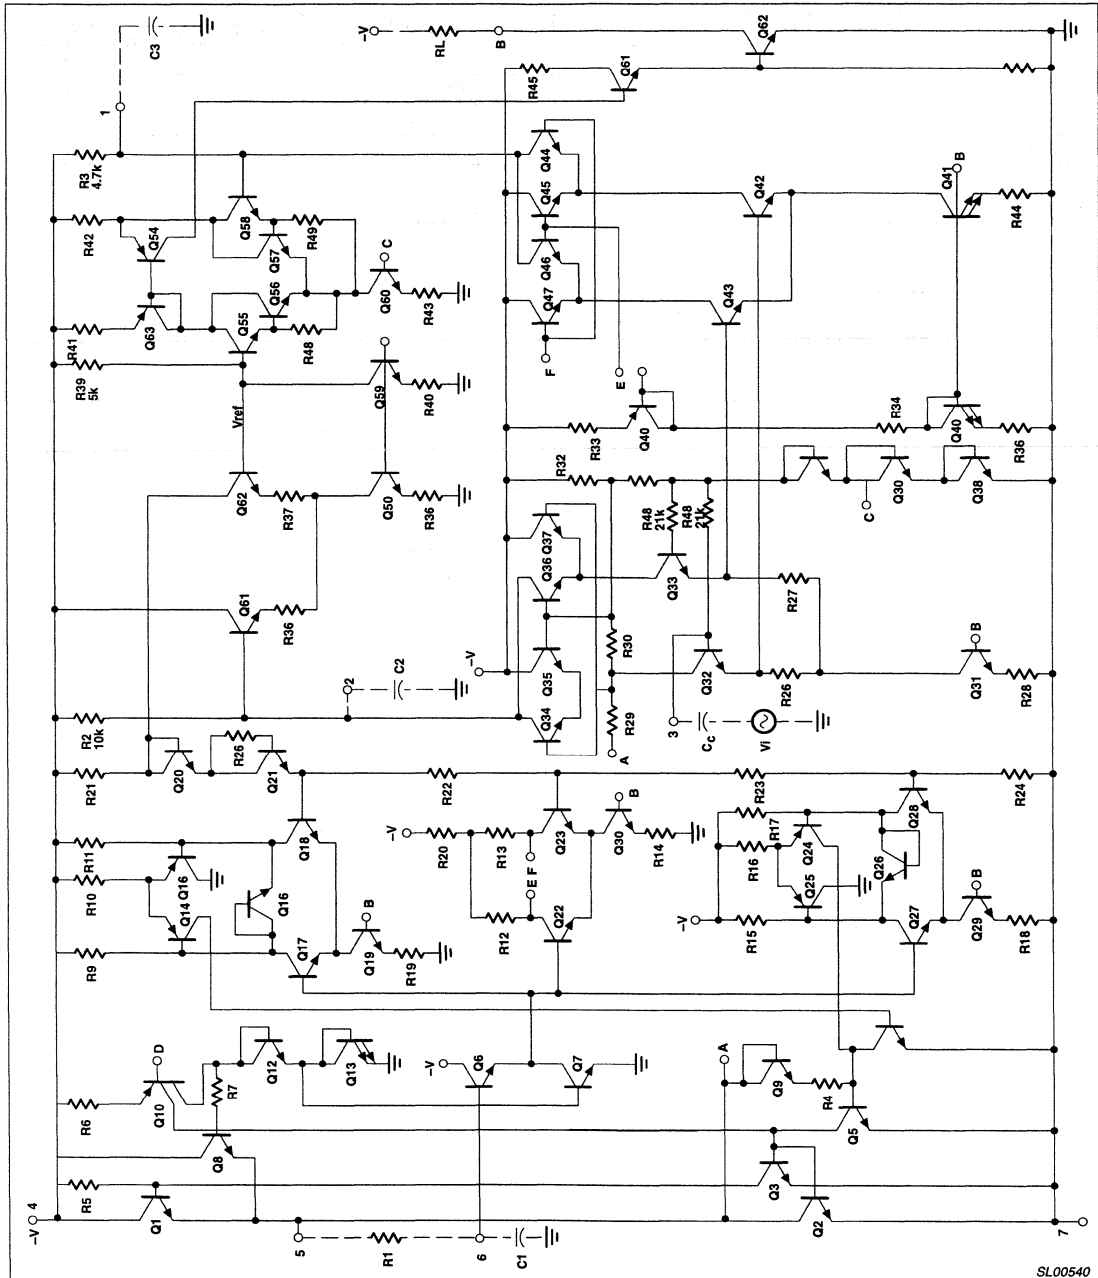 –V 4
5
7
Q1
R5
Q2
R1
6
C1
Q3
Q8
R6
Q10
D
R7
Q5
R4
Q9
A
Q12
Q13
–V
Q6
Q7
R9
Q14
R10
Q16
R11
Q17
Q16
Q18
Q19
B
R19
R12
E
F
R13
R20
–V
Q22
Q23
Q30
B
R14
–V
R15
Q25
R16
Q24
R17
Q26
Q27
Q28
Q29
B
R18
R21
Q20
R26
Q21
R22
R23
R24
R2
10k
2
C2
–V
Q34
Q35
Q36
Q37
A
R29
R30
3
CC
Vi
Q32
R26
Q31
B
R28
Q61
R36
Q33
R27
R48
21k
R48
21k
R32
C
Q30
Q38
Q62
R37
Q50
R36
Vref
R39
5k
Q59
R40
R33
Q40
R34
Q40
R36
R41
Q63
Q55
Q56
R48
Q54
R42
Q58
Q57
R49
Q60
C
R43
F
E
Q47
Q46
Q45
Q44
Q43
Q42
Q41
B
R44
R3
4.7k
1
C3
R45
Q61
–V
RL
B
Q62
SL00540